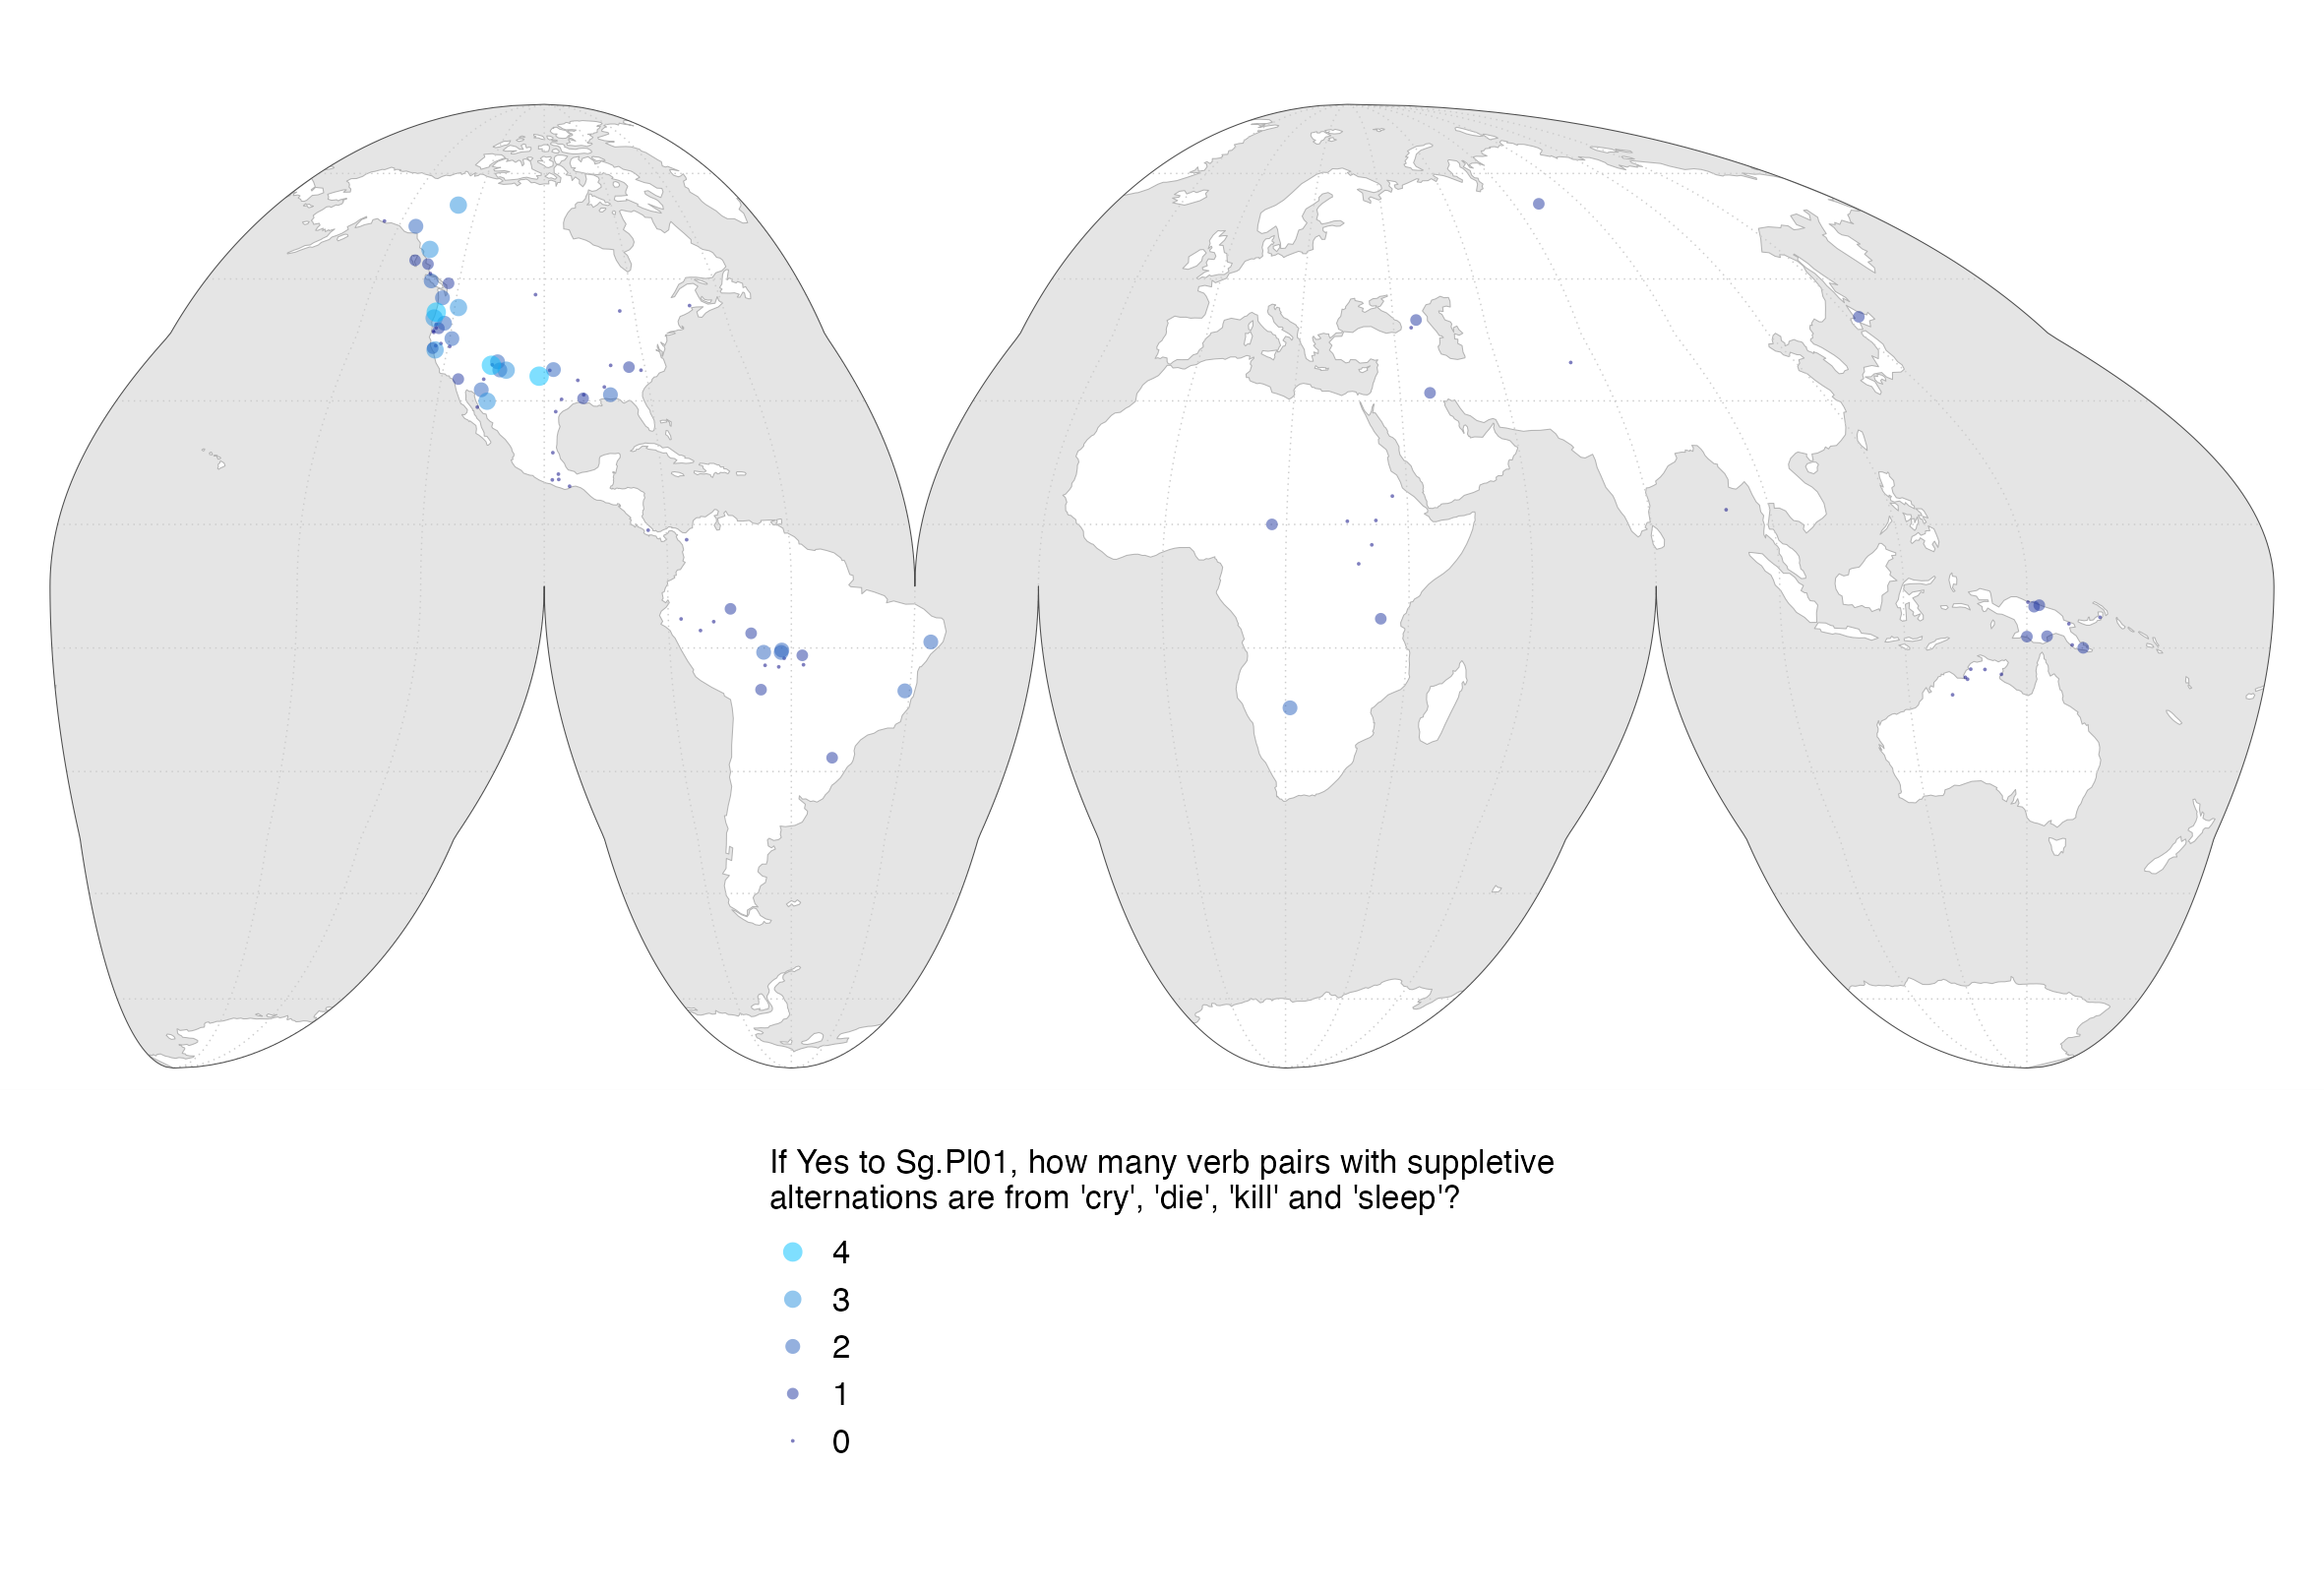 If Yes to Sg.Pl01, how many verb pairs with suppletive
alternations are from 'cry', 'die', 'kill' and 'sleep'?
4
3
2
1
0